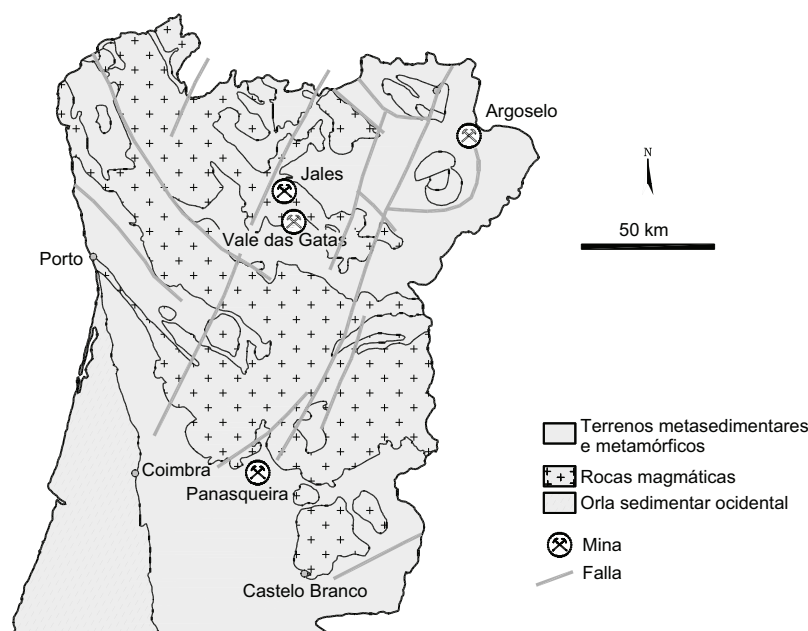 Argoselo
N
Jales
50 km
Vale das Gatas
Porto
Terrenos metasedimentares
e metamórficos
Coimbra
Rocas magmáticas
Panasqueira
Orla sedimentar ocidental
Mina
Falla
Castelo Branco